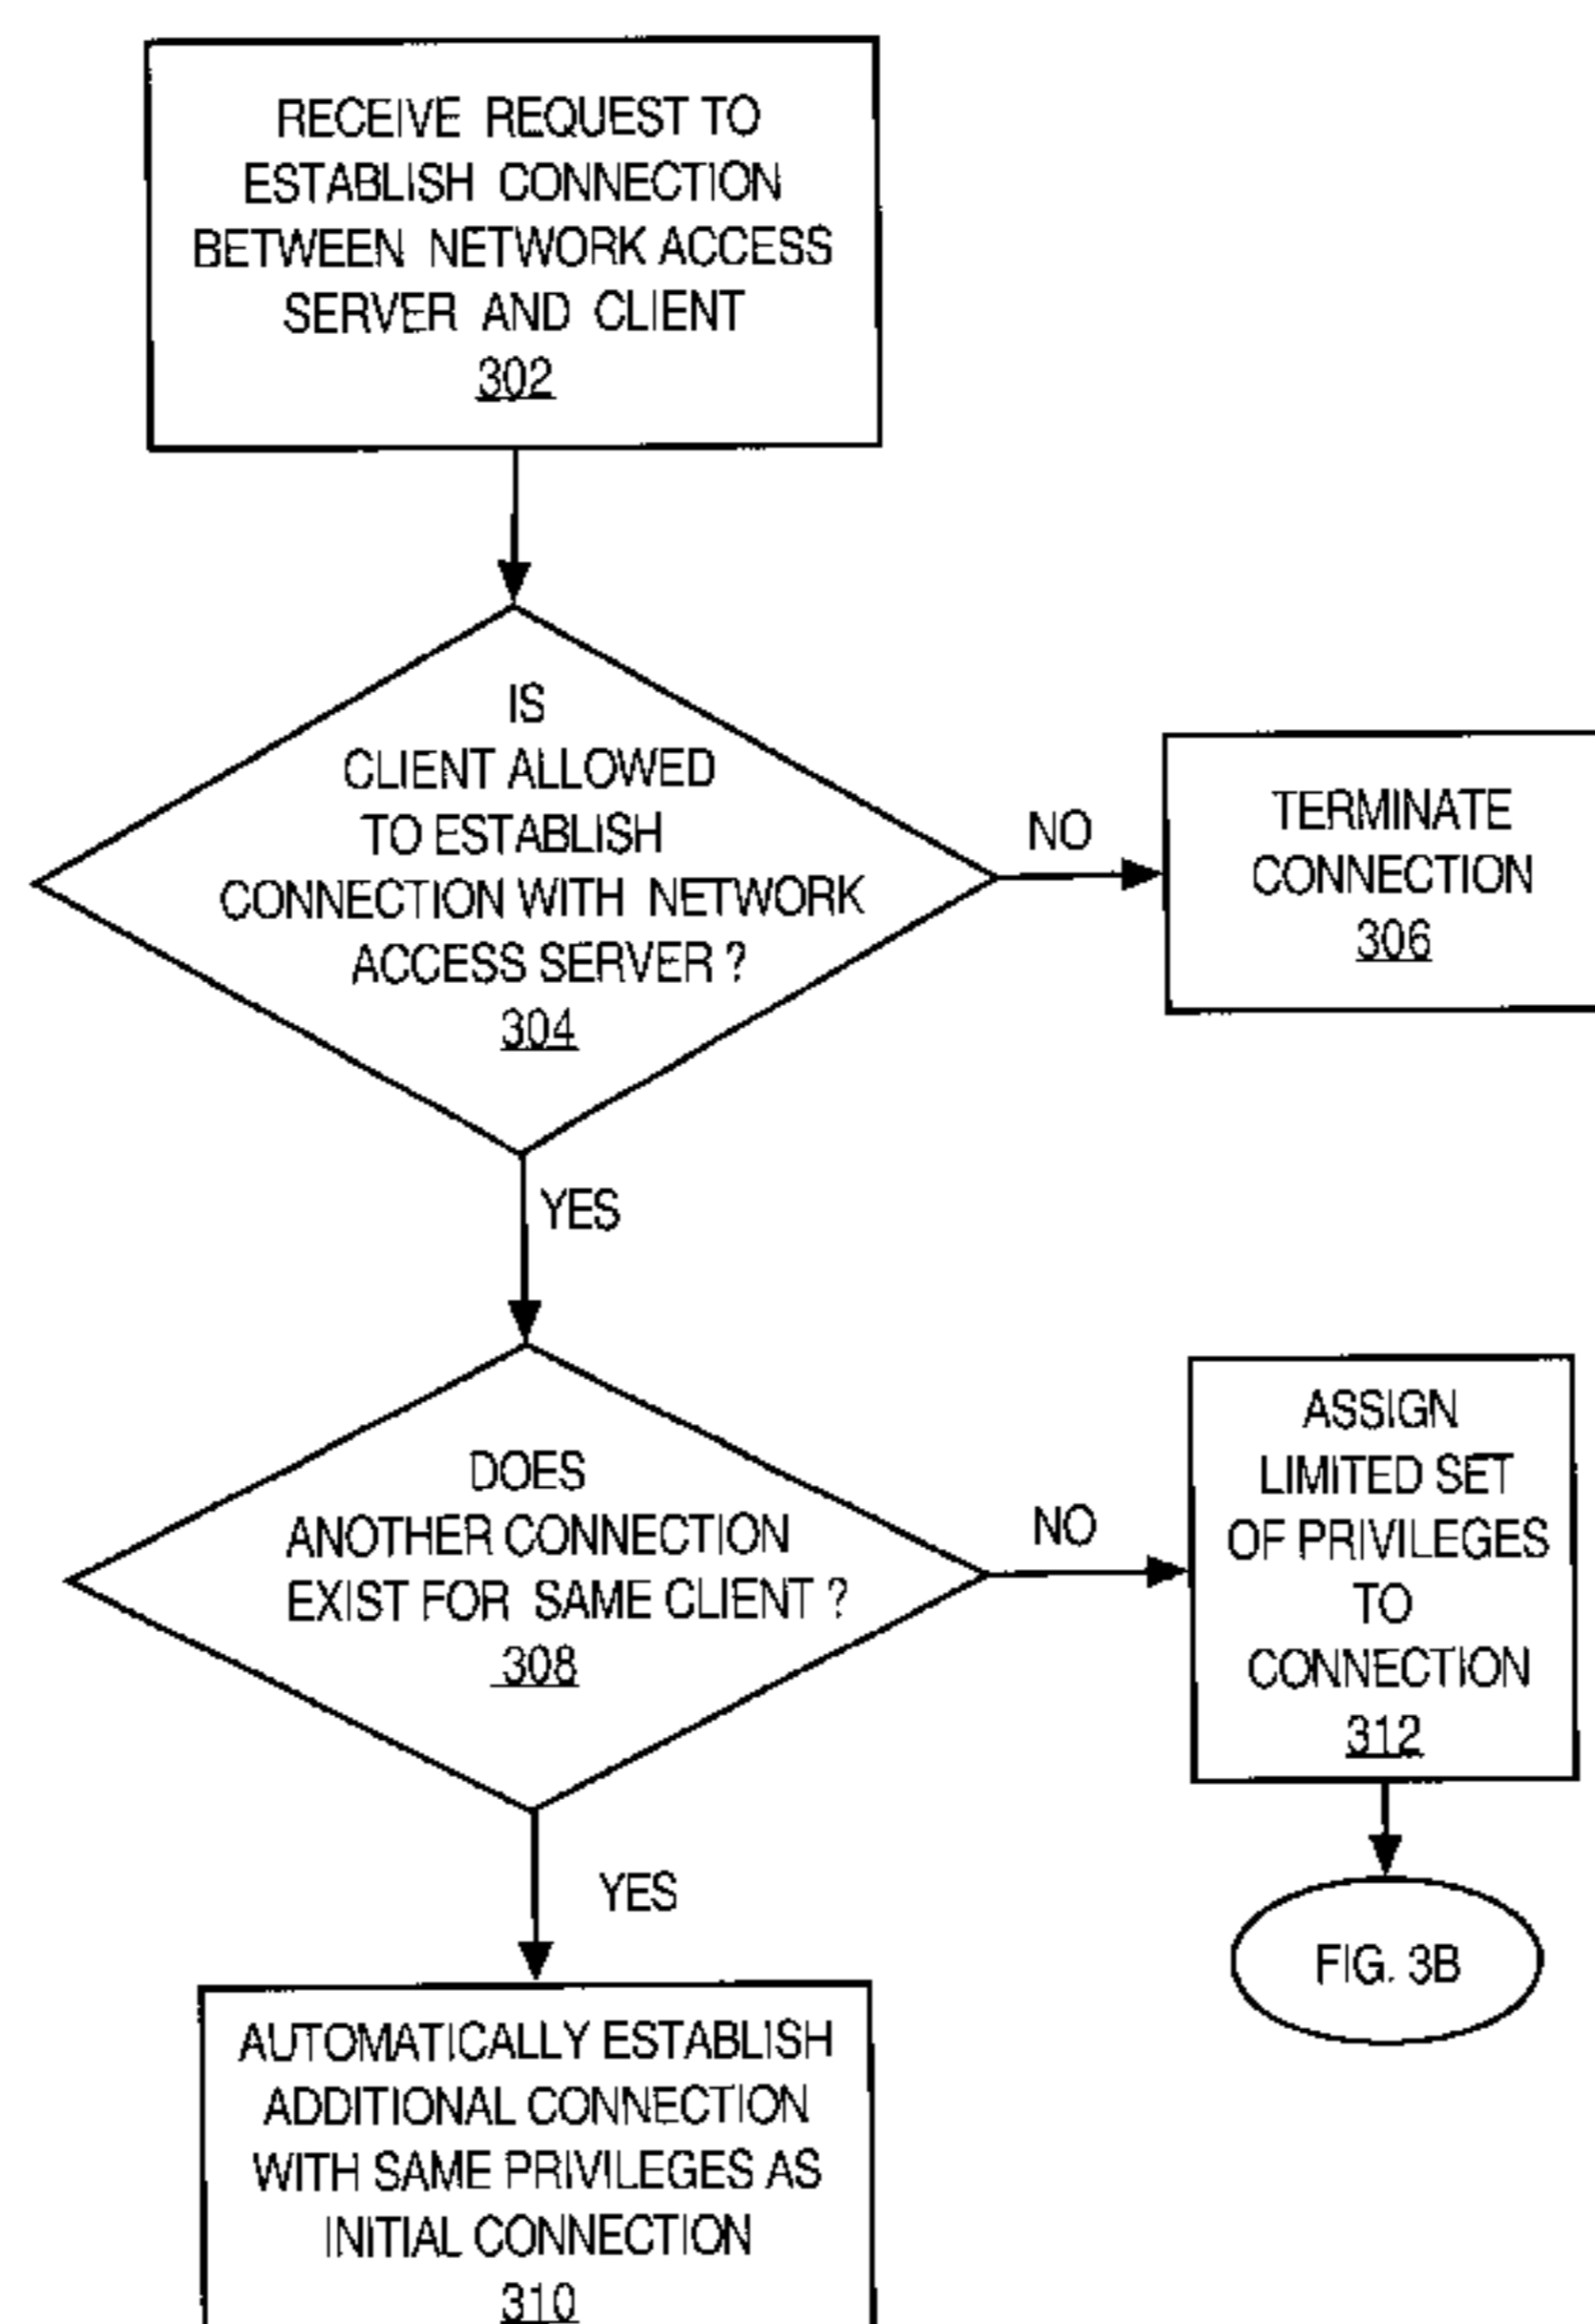 RECEIVE REQUEST TO
ESTABLISH CONNECTION
BETWEEN NETWORK ACCESS
SERVER AND CLIENT
302
IS
CLIENT ALLOWED
TO ESTABLISH
CONNECTION WITH NETWORK
ACCESS SERVER ?
304
NO
TERMINATE
CONNECTION
306
YES
DOES
ANOTHER CONNECTION
EXIST FOR SAME CLIENT ?
308
NO
ASSIGN
LIMITED SET
OF PRIVILEGES
TO
CONNECTION
312
FIG. 3B
YES
AUTOMATICALLY ESTABLISH
ADDITIONAL CONNECTION
WITH SAME PRIVILEGES AS
INITIAL CONNECTION
310